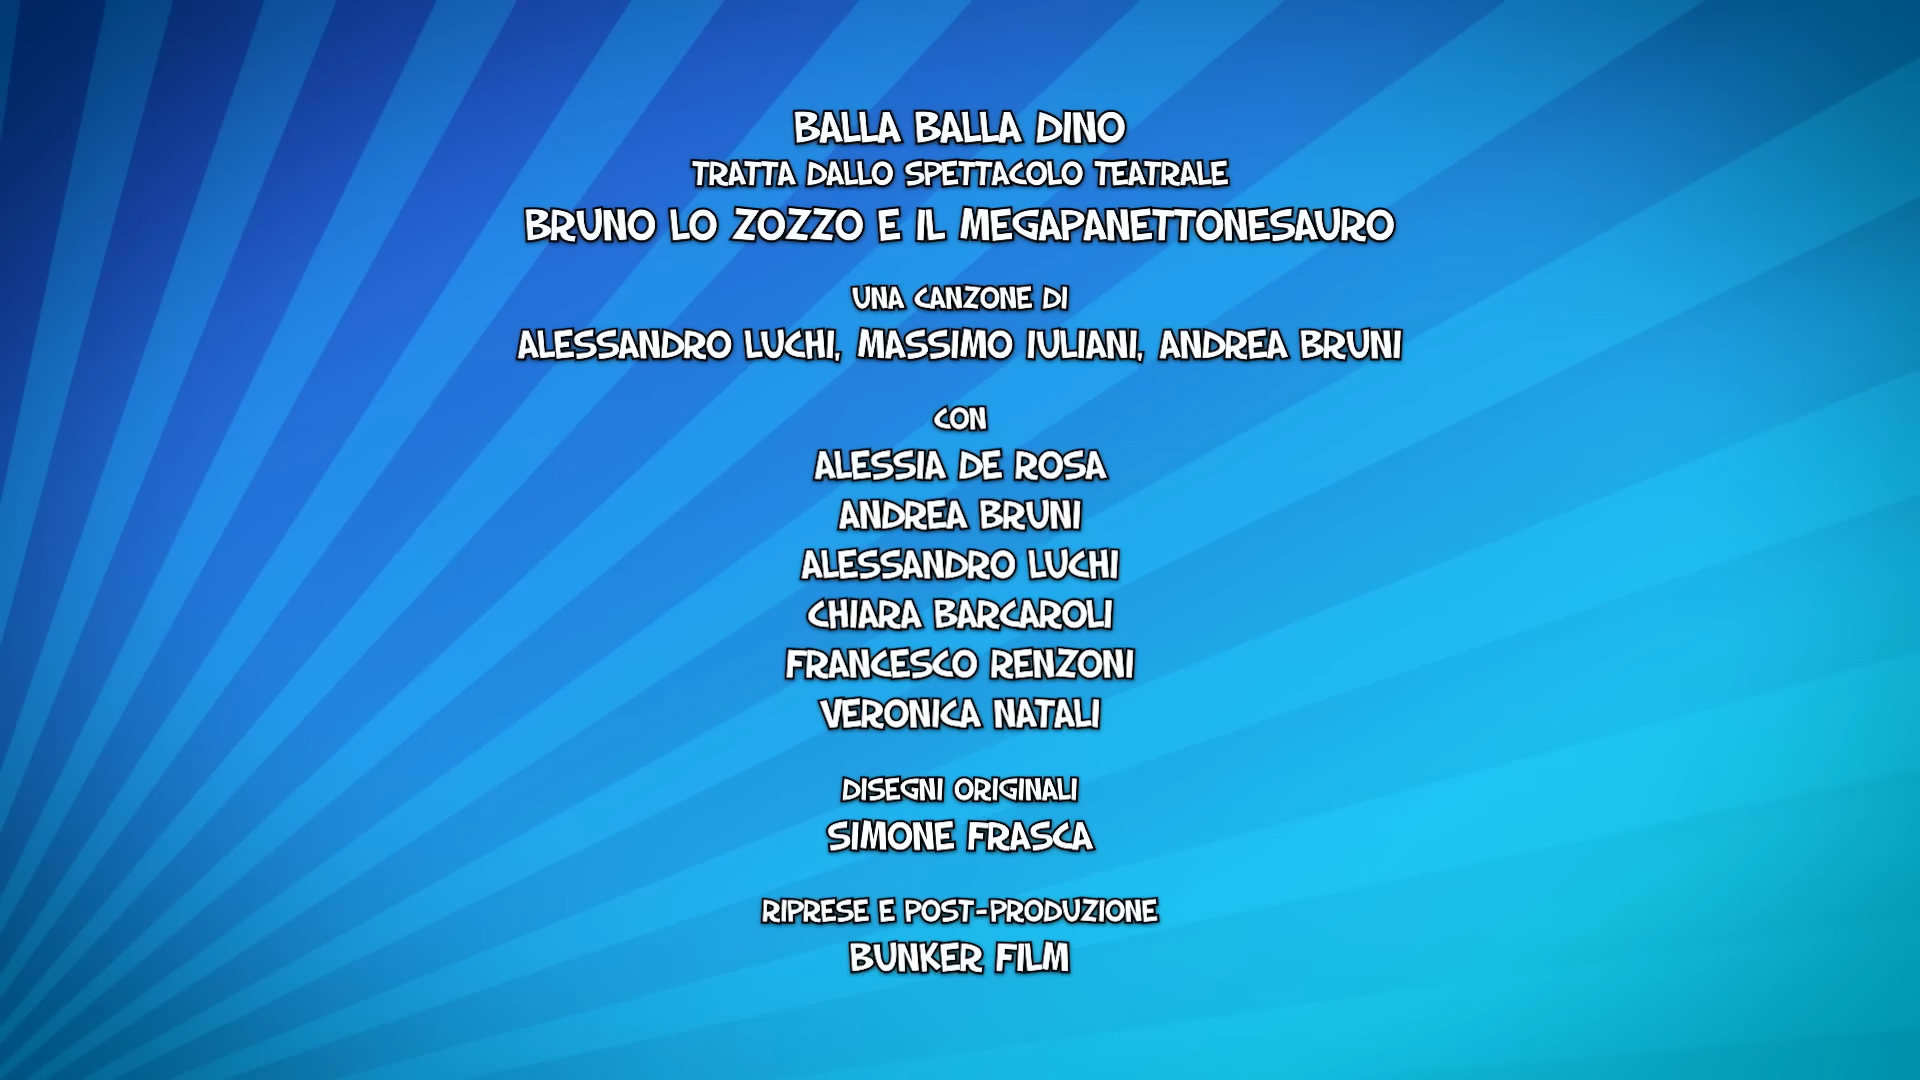 BALLA BALLA DINO
TRATTA DALLO SPETTACOLO TEATRALE
BRUNO LO ZOZZO E IL MEGAPANETTONESAURO
UNA CANZONE DI
ALESSANDRO LUCHI, MASSIMO IULIANI, ANDREA BRUNI
CON
ALESSIA DE ROSA
ANDREA BRUNI
ALESSANDRO LUCHI
CHIARA BARCAROLI
FRANCESCO RENZONI
VERONICA NATALI
DISEGNI ORIGINALI
SIMONE FRASCA
RIPRESE E POST-PRODUZIONE
BUNKER FILM